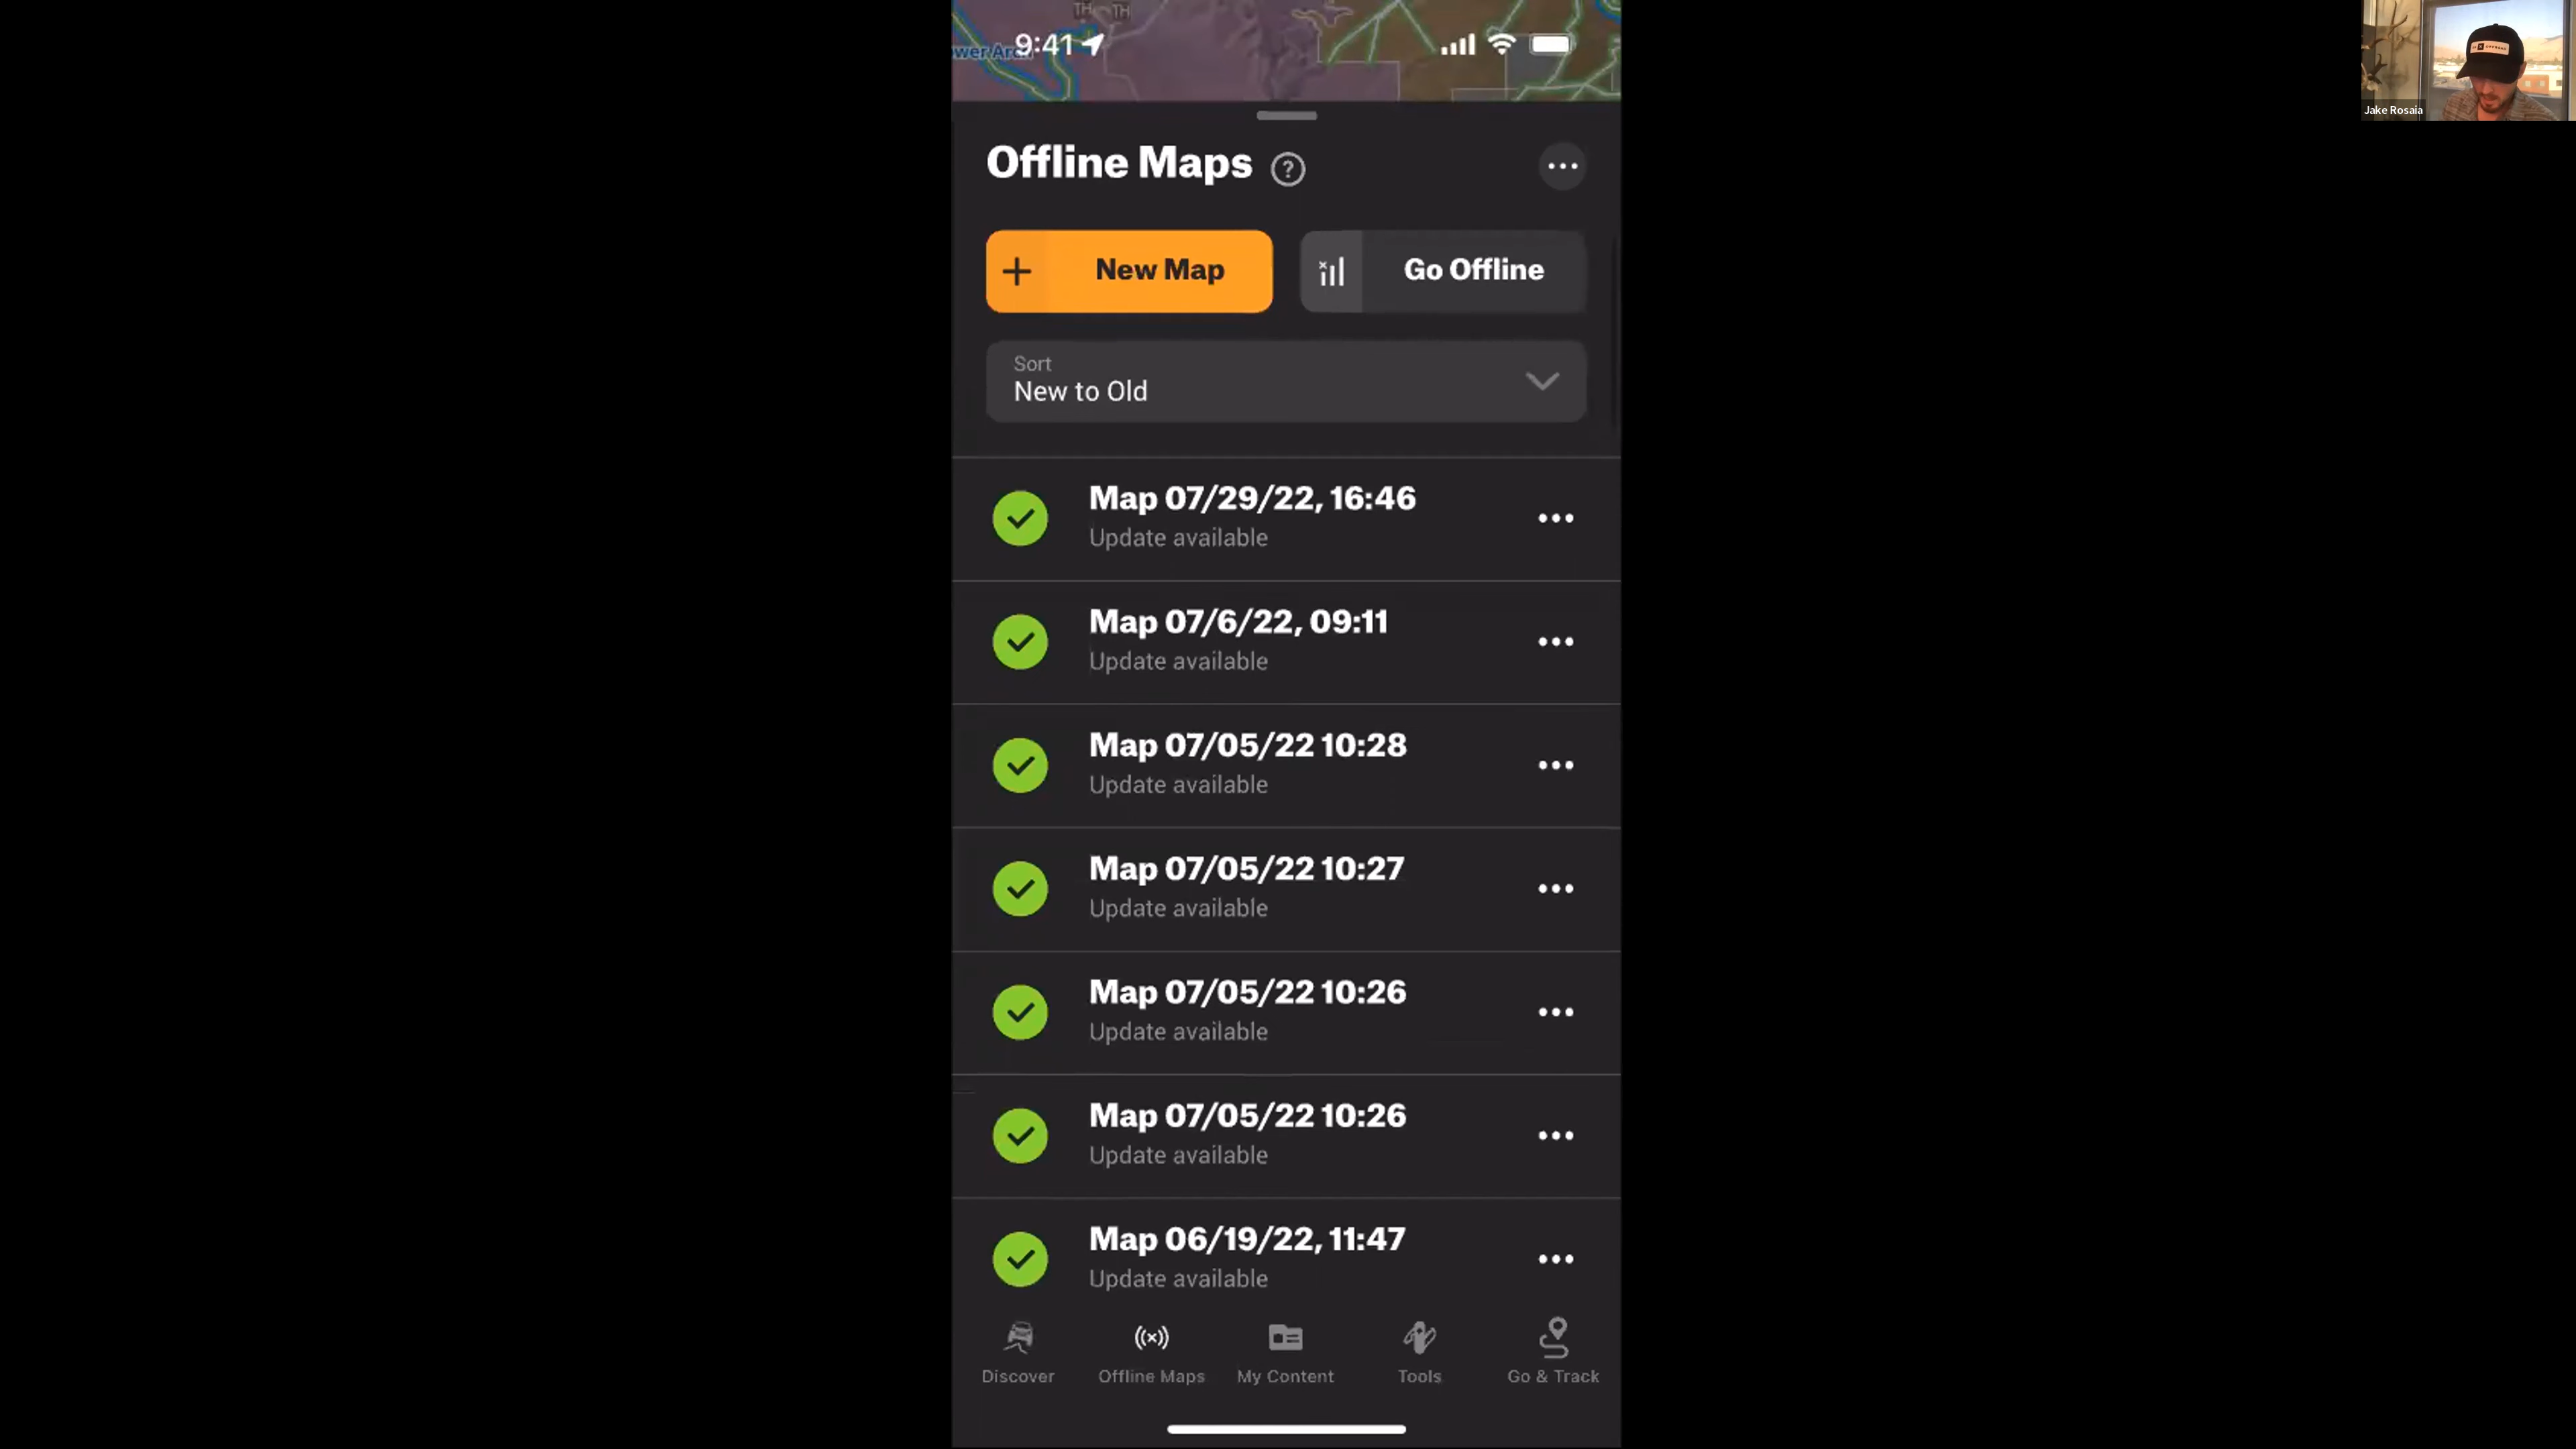 TH TH
wer Arch
9:41
Jake Rosaia
Offline Maps ?
New Map
Go Offline
Sort
New to Old
Map 07/29/22, 16:46
Update available
Map 07/6/22, 09:11
Update available
Map 07/05/22 10:28
Update available
Map 07/05/22 10:27
Update available
Map 07/05/22 10:26
Update available
Map 07/05/22 10:26
Update available
Map 06/19/22, 11:47
Update available
Discover
Offline Maps
My Content
Tools
Go & Track